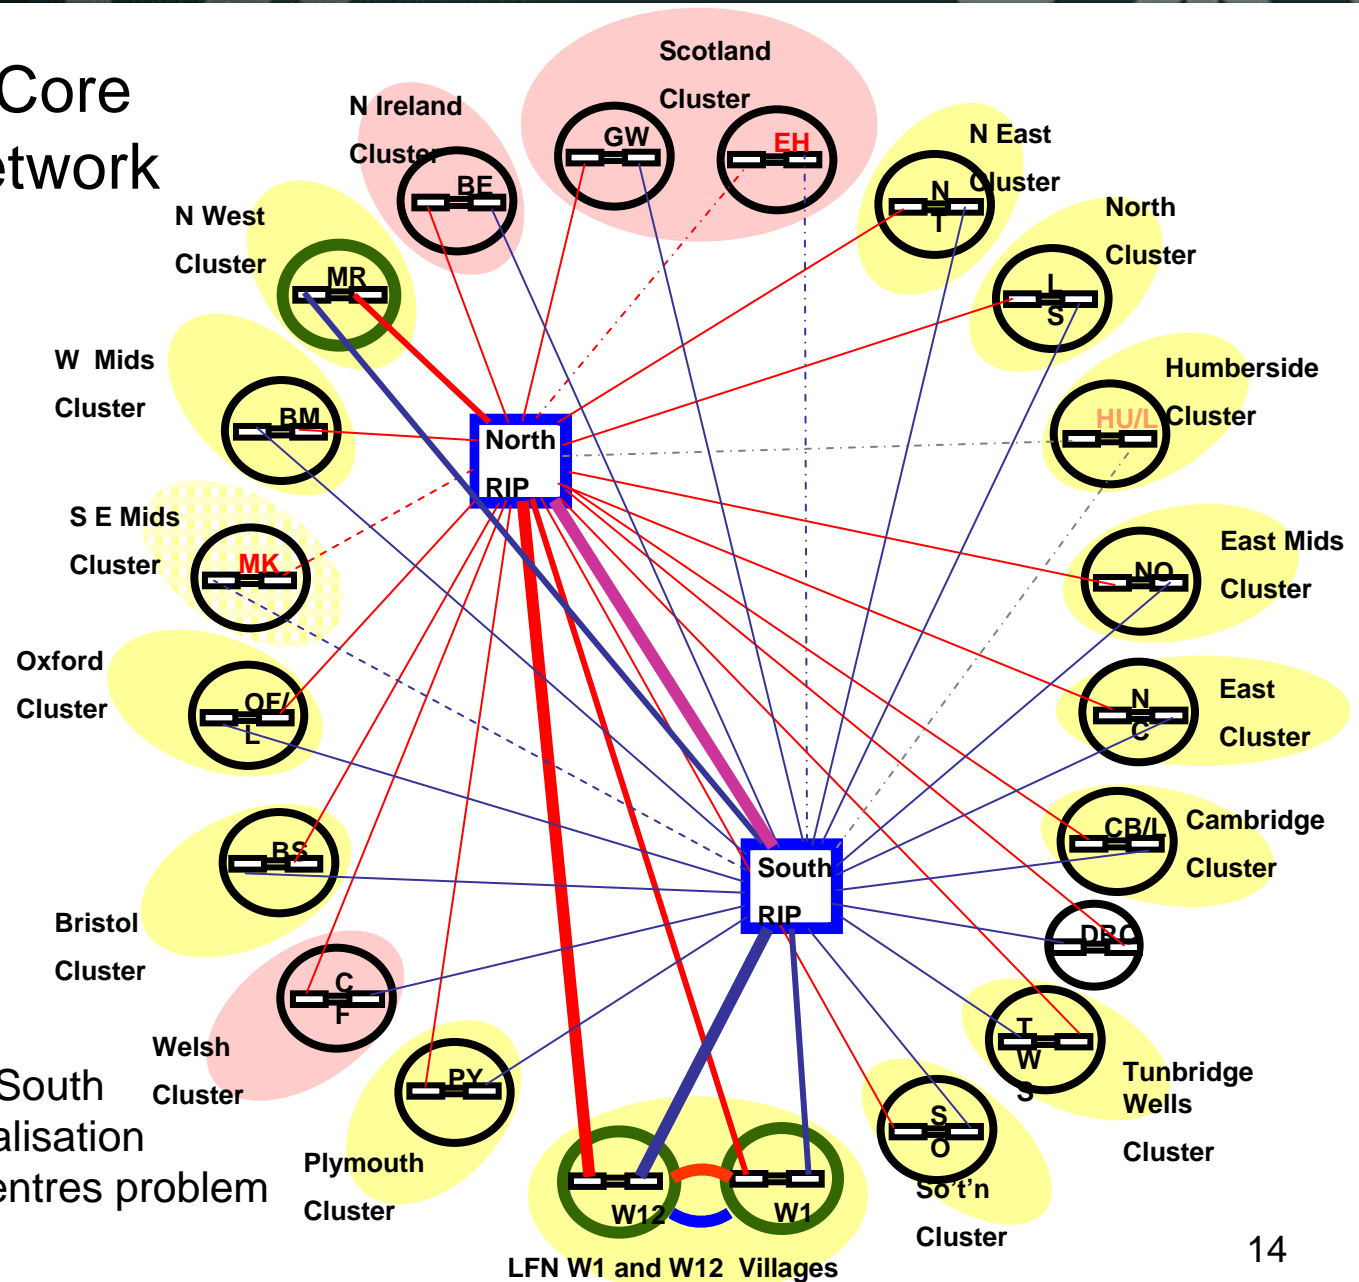 Core
etwork
Scotland
Cluster
GW
EH
N Ireland
Cluster
BE
N East
Cluster
N
T
N West
Cluster
MR
North
Cluster
L
S
W Mids
Cluster
BM
Humberside
Cluster
HU/L
North
RIP
S E Mids
Cluster
MK
East Mids
Cluster
NO
Oxford
Cluster
OF/
L
East
Cluster
N
C
Bristol
Cluster
BS
South
RIP
Cambridge
Cluster
CB/L
DRC
Welsh
Cluster
C
F
Tunbridge
Wells
Cluster
T
W
S
Plymouth
Cluster
PY
So't'n
Cluster
S
O
W12
W1
LFN W1 and W12 Villages
South
alisation
entres problem
14